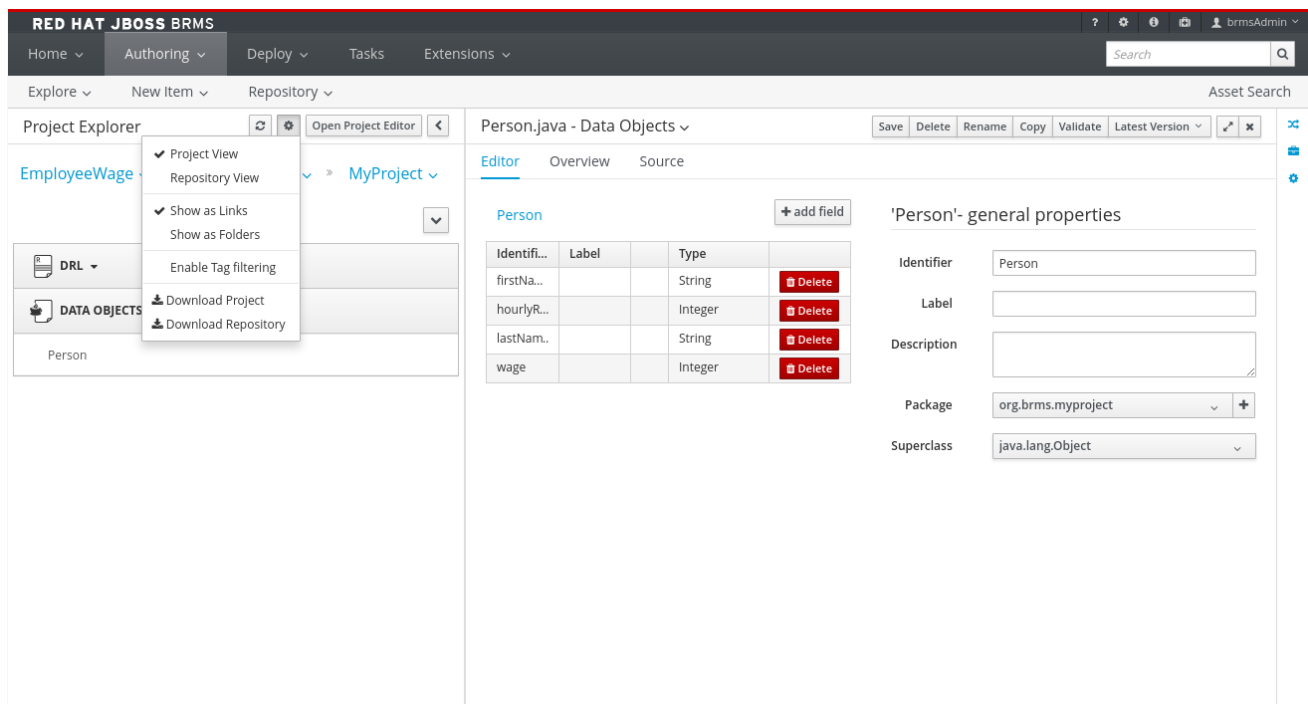 RED HAT JBOSS BRMS
? brmsAdmin
Home Authoring Deploy Tasks Extensions Search
Explore New Item Repository Asset Search
Project Explorer Open Project Editor
Project View
Repository View
Show as Links
Show as Folders
Enable Tag filtering
Download Project
Download Repository
EmployeeWage » MyProject
DRL
DATA OBJECTS
Person
Person.java - Data Objects
Save Delete Rename Copy Validate Latest Version
Editor Overview Source
Person + add field
Identifi... Label Type
firstNa... String Delete
hourlyR... Integer Delete
lastNam.. String Delete
wage Integer Delete
'Person'- general properties
Identifier Person
Label
Description
Package org.brms.myproject +
Superclass java.lang.Object